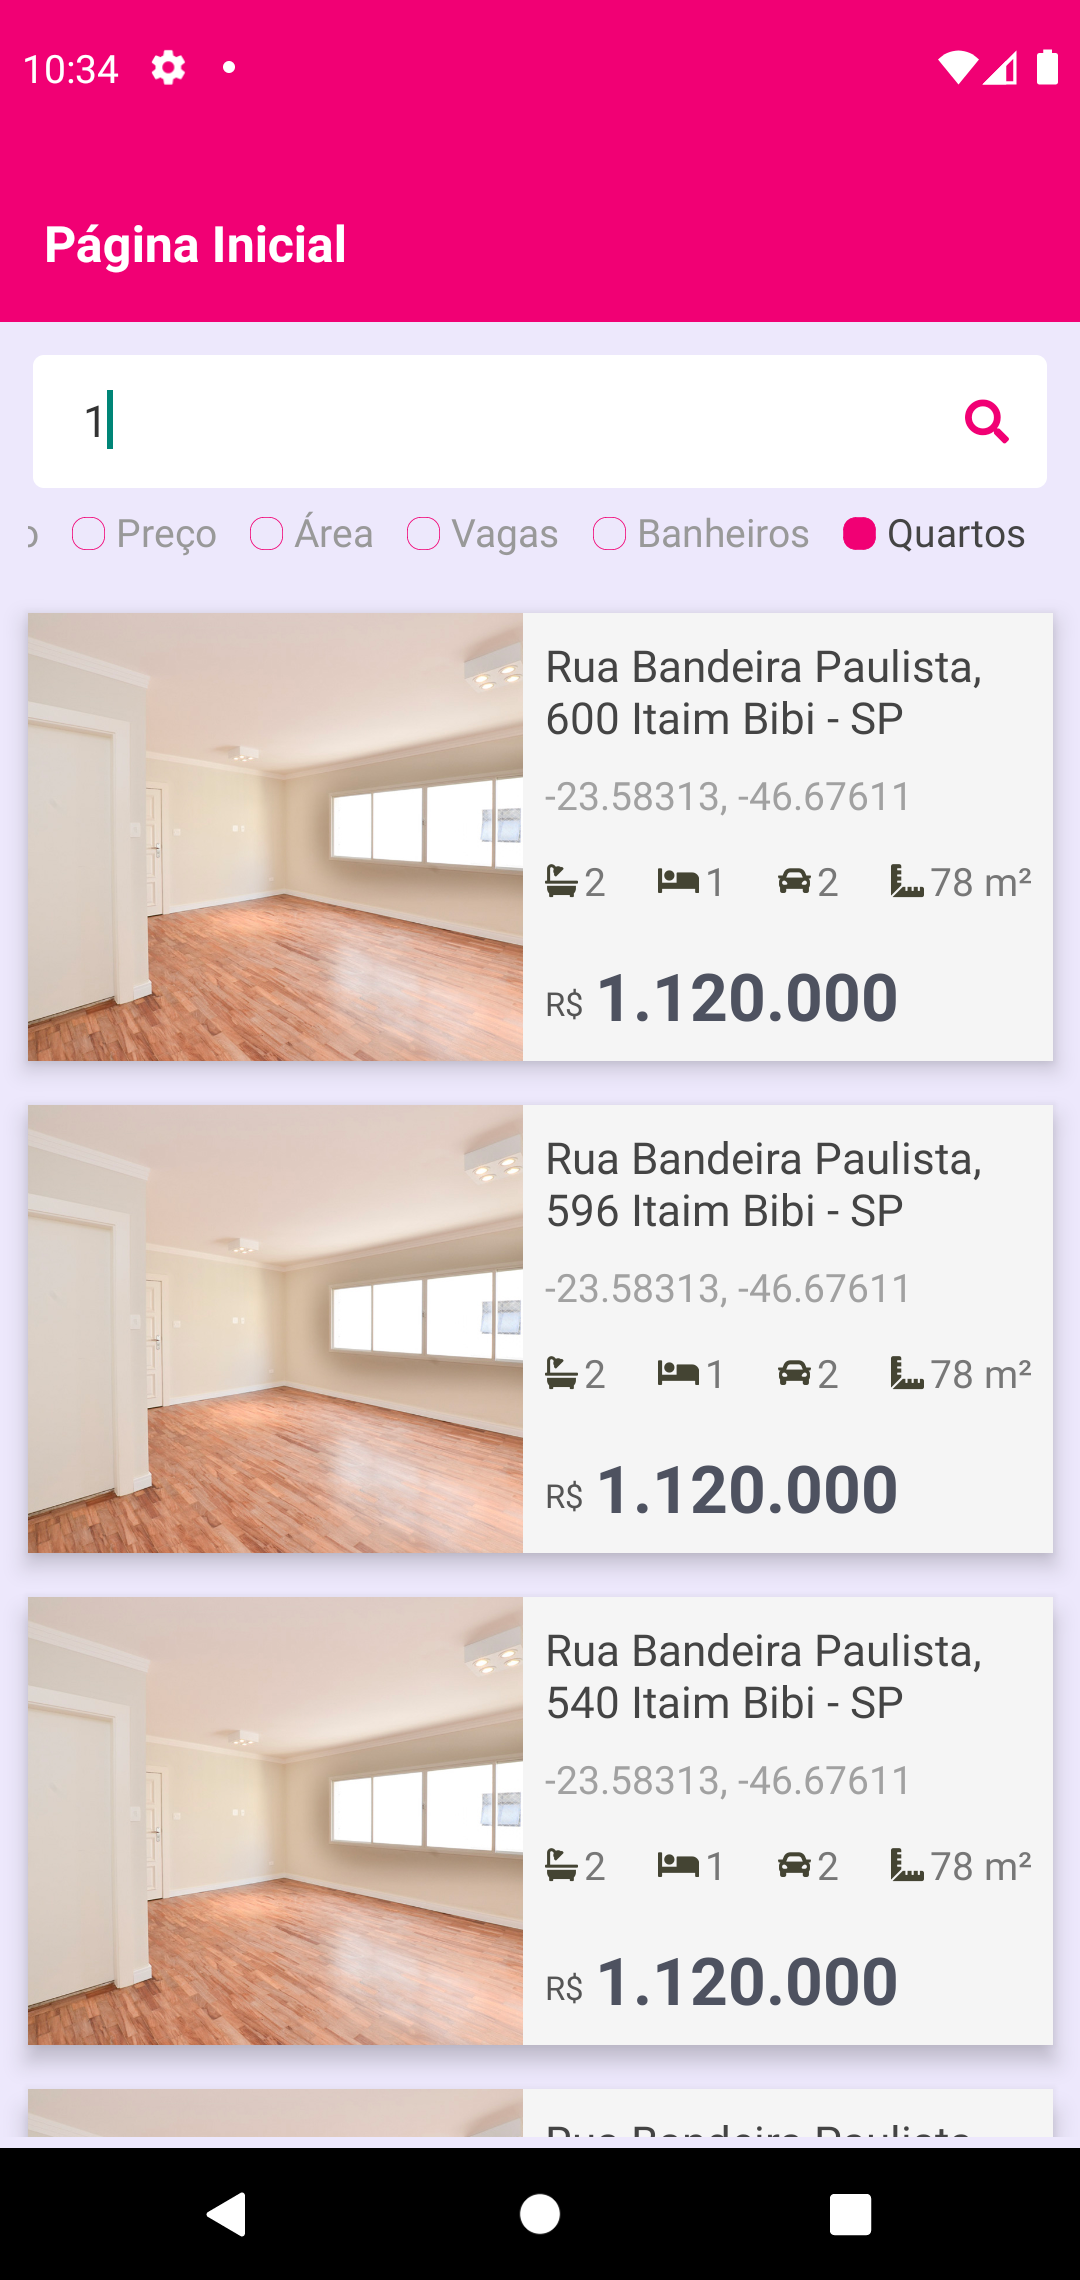 10:34
Página Inicial
1
o Preço Área Vagas Banheiros Quartos
Rua Bandeira Paulista,
600 Itaim Bibi - SP
-23.58313, -46.67611
2 1 2 78 m²
R$ 1.120.000
Rua Bandeira Paulista,
596 Itaim Bibi - SP
-23.58313, -46.67611
2 1 2 78 m²
R$ 1.120.000
Rua Bandeira Paulista,
540 Itaim Bibi - SP
-23.58313, -46.67611
2 1 2 78 m²
R$ 1.120.000
Rua Bandeira Paulista,